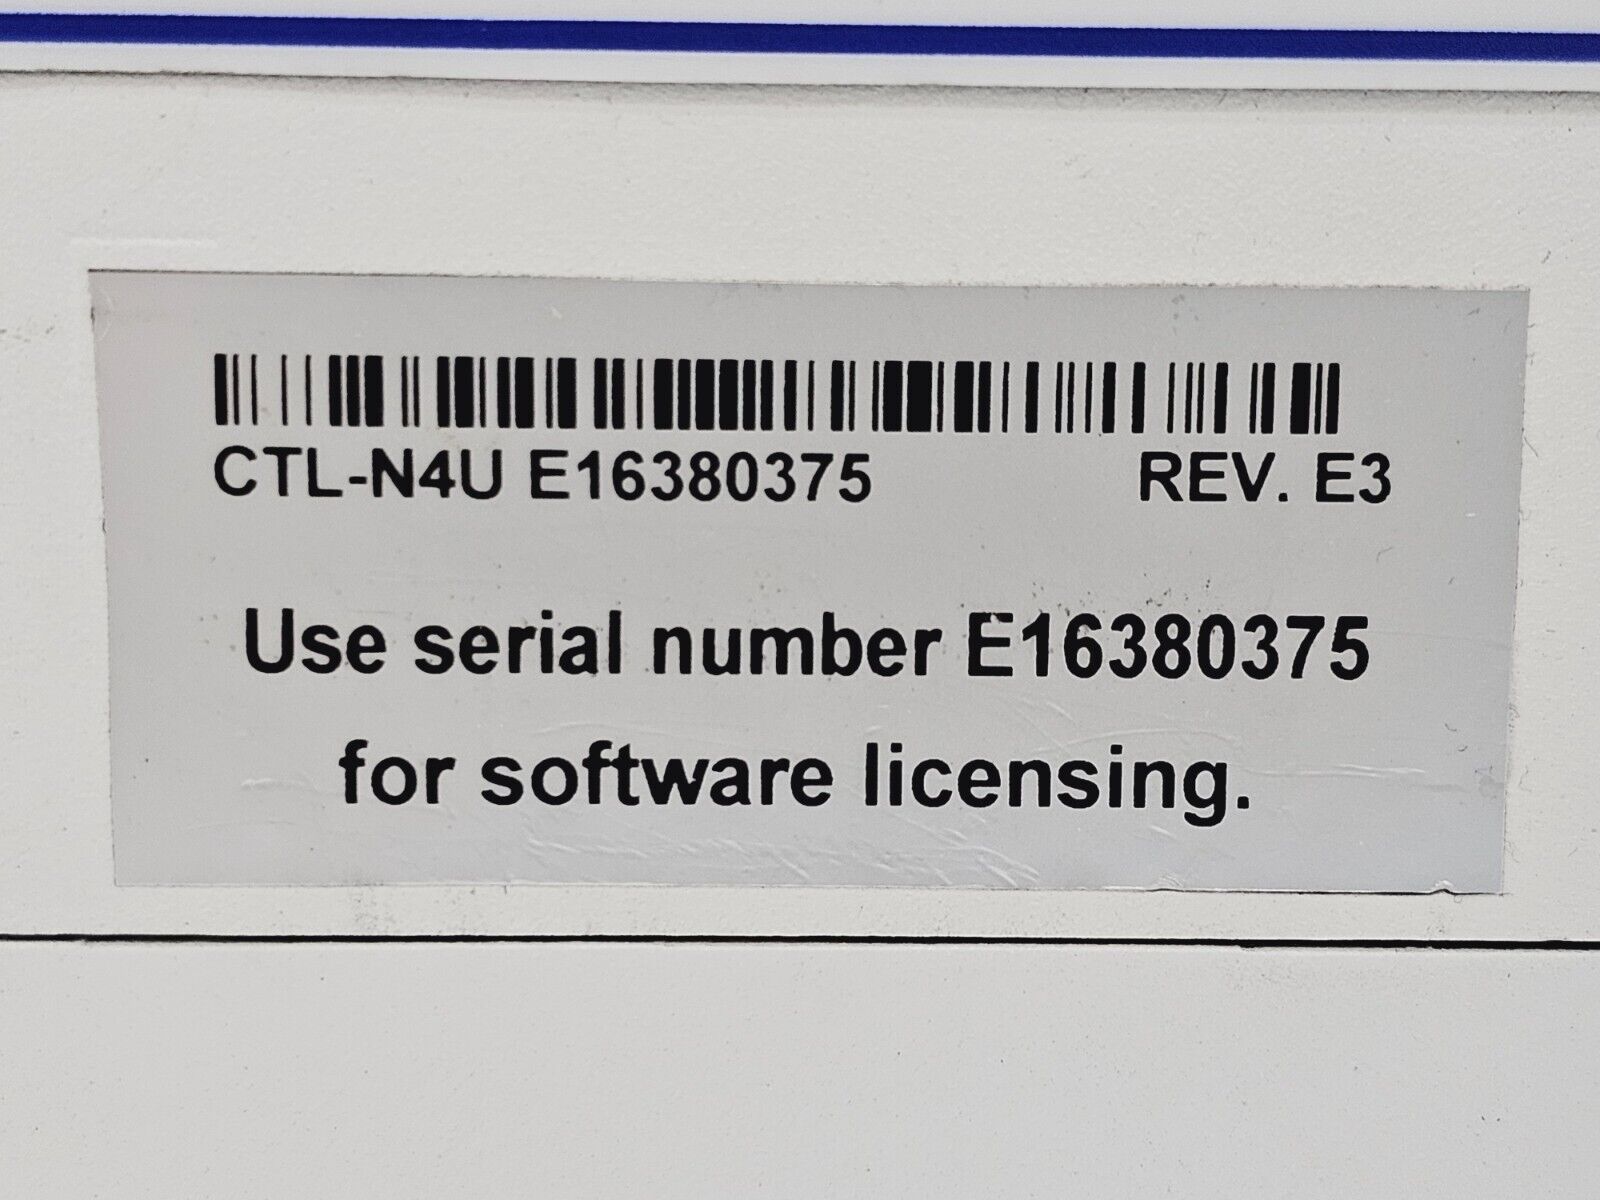 CTL-N4U E16380375 REV. E3
Use serial number E16380375
for software licensing.